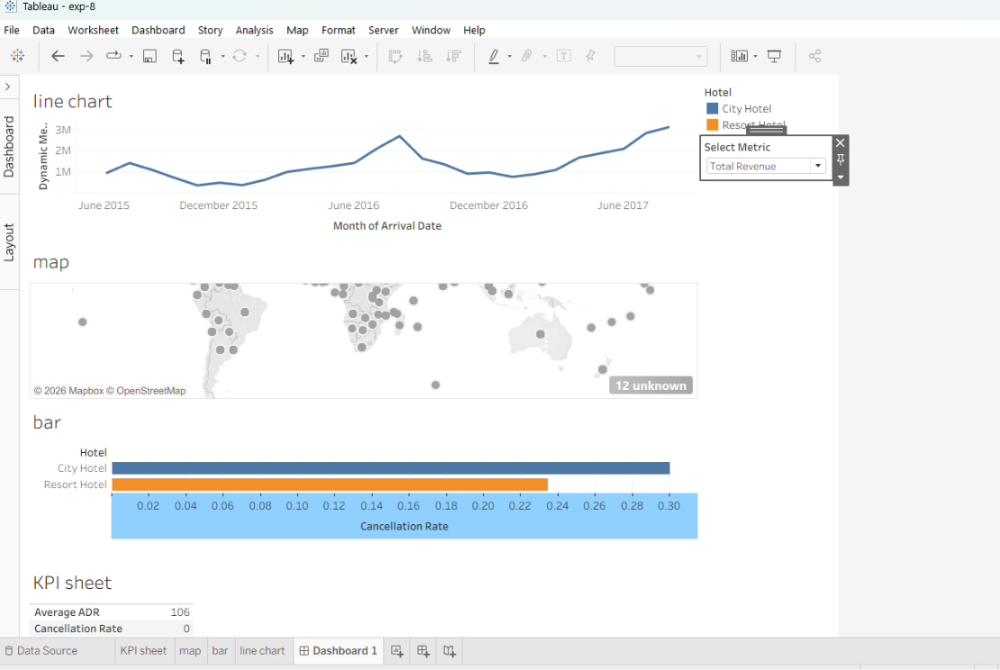 Tableau - exp-8
File Data Worksheet Dashboard Story Analysis Map Format Server Window Help
Dashboard
Layout
line chart
Dynamic Me..
3M
2M
1M
June 2015 December 2015 June 2016 December 2016 June 2017
Month of Arrival Date
Hotel
City Hotel
Resort Hotel
Select Metric
Total Revenue
map
© 2026 Mapbox © OpenStreetMap
12 unknown
bar
Hotel
City Hotel
Resort Hotel
0.02 0.04 0.06 0.08 0.10 0.12 0.14 0.16 0.18 0.20 0.22 0.24 0.26 0.28 0.30
Cancellation Rate
KPI sheet
Average ADR 106
Cancellation Rate 0
Data Source KPI sheet map bar line chart Dashboard 1